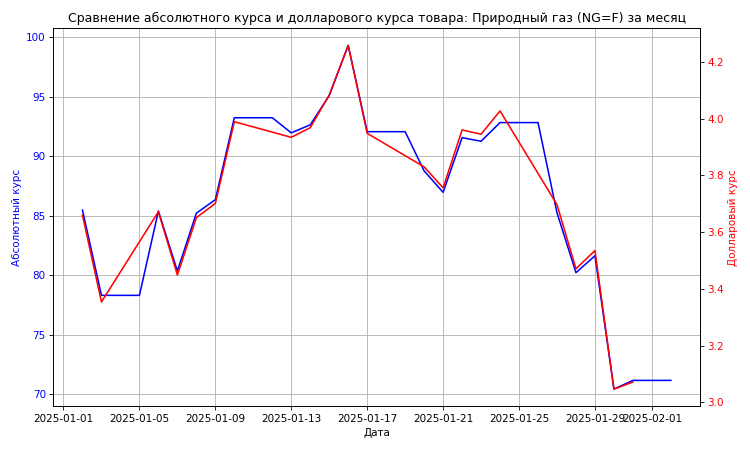 Сравнение абсолютного курса и долларового курса товара: Природный газ (NG=F) за месяц
100
95
90
85
80
75
70
Абсолютный курс
4.2
4.0
3.8
3.6
3.4
3.2
3.0
Долларовый курс
2025-01-01 2025-01-05 2025-01-09 2025-01-13 2025-01-17 2025-01-21 2025-01-25 2025-01-29 2025-02-01
Дата